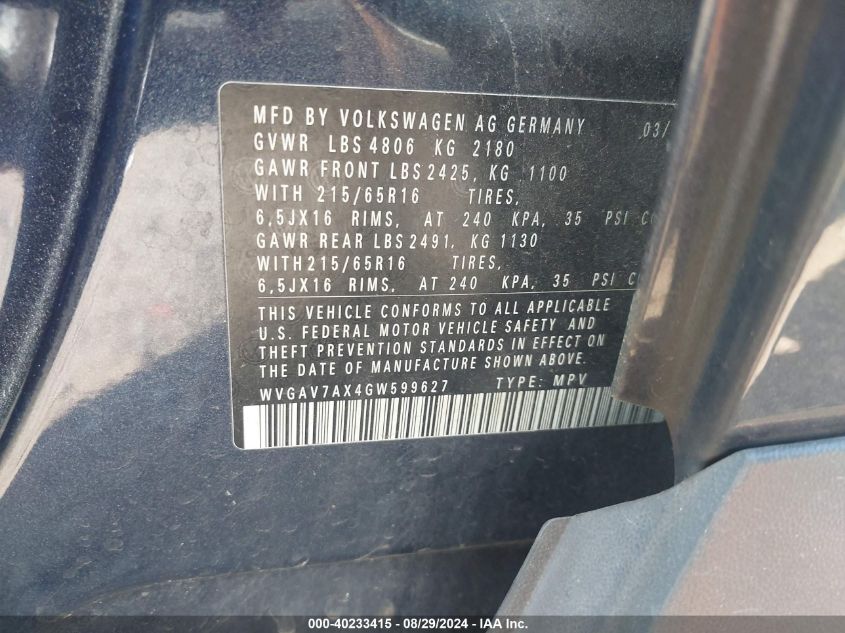 MFD BY VOLKSWAGEN AG GERMANY 03/
GVWR LBS 4806 KG 2180
GAWR FRONT LBS 2425, KG 1100
WITH 215/65R16 TIRES,
6,5JX16 RIMS, AT 240 KPA, 35 PSI
GAWR REAR LBS 2491, KG 1130
WITH215/65R16 TIRES,
6,5JX16 RIMS, AT 240 KPA, 35 PSI
THIS VEHICLE CONFORMS TO ALL APPLICABLE
U.S. FEDERAL MOTOR VEHICLE SAFETY AND
THEFT PREVENTION STANDARDS IN EFFECT ON
THE DATE OF MANUFACTURE SHOWN ABOVE.
WVGAV7AX4GW599627 TYPE: MPV
000-40233415 - 08/29/2024 - IAA Inc.